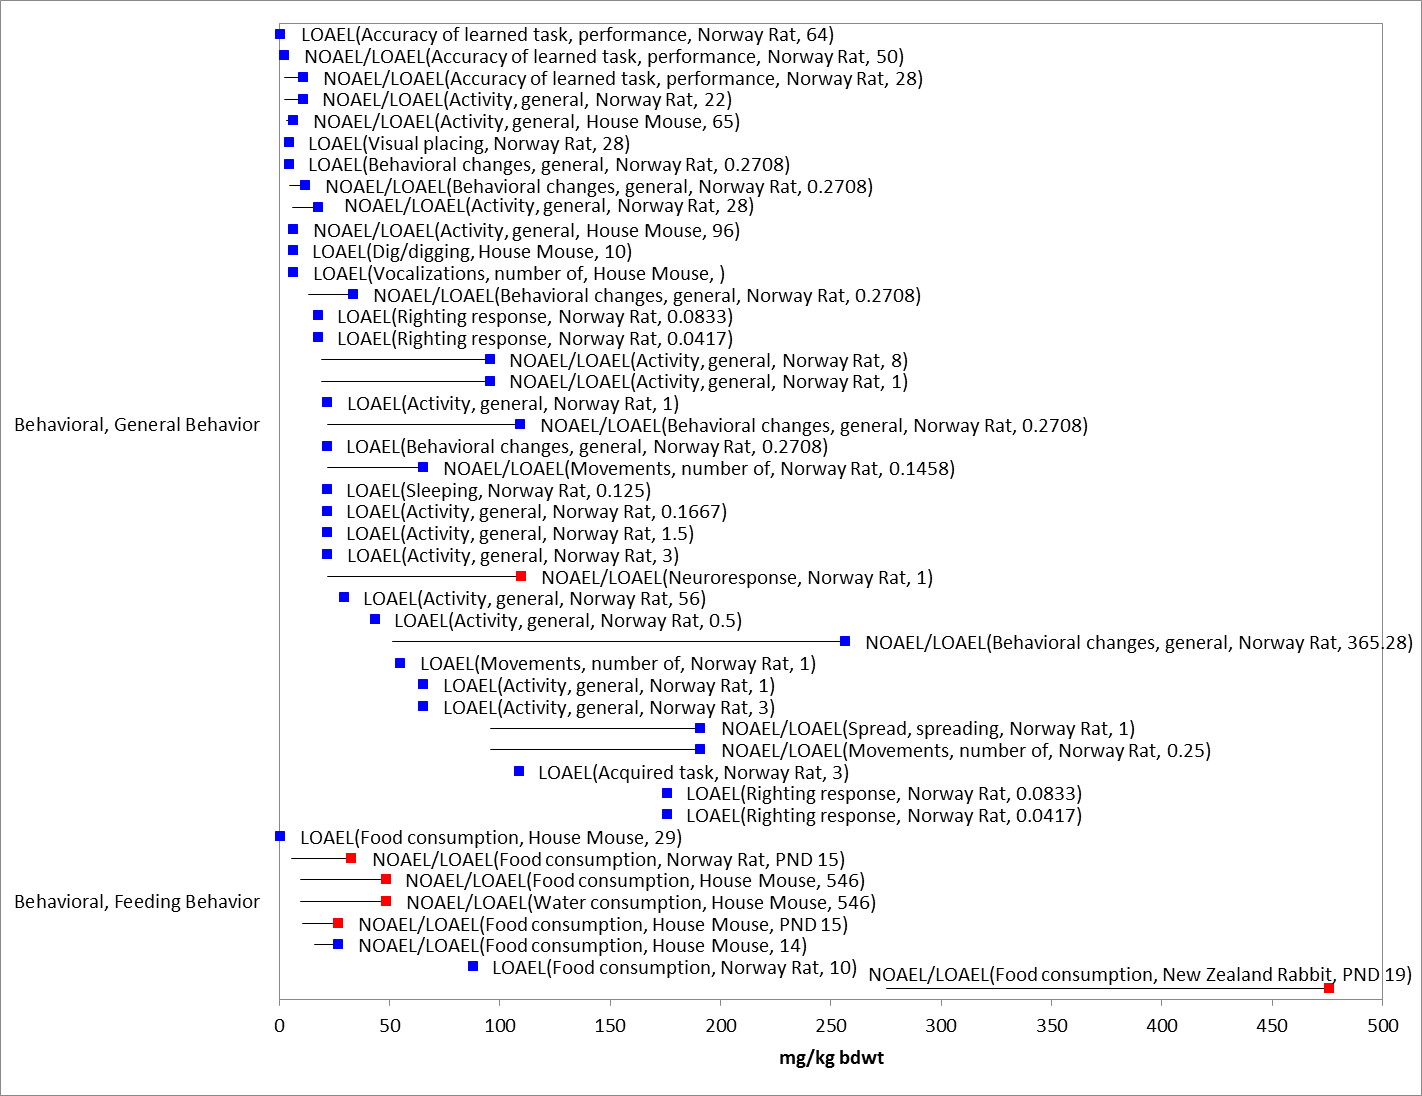 LOAEL(Accuracy of learned task, performance, Norway Rat, 64)
NOAEL/LOAEL(Accuracy of learned task, performance, Norway Rat, 50)
NOAEL/LOAEL(Accuracy of learned task, performance, Norway Rat, 28)
NOAEL/LOAEL(Activity, general, Norway Rat, 22)
NOAEL/LOAEL(Activity, general, House Mouse, 65)
LOAEL(Visual placing, Norway Rat, 28)
LOAEL(Behavioral changes, general, Norway Rat, 0.2708)
NOAEL/LOAEL(Behavioral changes, general, Norway Rat, 0.2708)
NOAEL/LOAEL(Activity, general, Norway Rat, 28)
NOAEL/LOAEL(Activity, general, House Mouse, 96)
LOAEL(Dig/digging, House Mouse, 10)
LOAEL(Vocalizations, number of, House Mouse, )
NOAEL/LOAEL(Behavioral changes, general, Norway Rat, 0.2708)
LOAEL(Righting response, Norway Rat, 0.0833)
LOAEL(Righting response, Norway Rat, 0.0417)
NOAEL/LOAEL(Activity, general, Norway Rat, 8)
NOAEL/LOAEL(Activity, general, Norway Rat, 1)
LOAEL(Activity, general, Norway Rat, 1)
Behavioral, General Behavior
NOAEL/LOAEL(Behavioral changes, general, Norway Rat, 0.2708)
LOAEL(Behavioral changes, general, Norway Rat, 0.2708)
NOAEL/LOAEL(Movements, number of, Norway Rat, 0.1458)
LOAEL(Sleeping, Norway Rat, 0.125)
LOAEL(Activity, general, Norway Rat, 0.1667)
LOAEL(Activity, general, Norway Rat, 1.5)
LOAEL(Activity, general, Norway Rat, 3)
NOAEL/LOAEL(Neuroresponse, Norway Rat, 1)
LOAEL(Activity, general, Norway Rat, 56)
LOAEL(Activity, general, Norway Rat, 0.5)
NOAEL/LOAEL(Behavioral changes, general, Norway Rat, 365.28)
LOAEL(Movements, number of, Norway Rat, 1)
LOAEL(Activity, general, Norway Rat, 1)
LOAEL(Activity, general, Norway Rat, 3)
NOAEL/LOAEL(Spread, spreading, Norway Rat, 1)
NOAEL/LOAEL(Movements, number of, Norway Rat, 0.25)
LOAEL(Acquired task, Norway Rat, 3)
LOAEL(Righting response, Norway Rat, 0.0833)
LOAEL(Righting response, Norway Rat, 0.0417)
LOAEL(Food consumption, House Mouse, 29)
NOAEL/LOAEL(Food consumption, Norway Rat, PND 15)
NOAEL/LOAEL(Food consumption, House Mouse, 546)
Behavioral, Feeding Behavior
NOAEL/LOAEL(Water consumption, House Mouse, 546)
NOAEL/LOAEL(Food consumption, House Mouse, PND 15)
NOAEL/LOAEL(Food consumption, House Mouse, 14)
LOAEL(Food consumption, Norway Rat, 10)
NOAEL/LOAEL(Food consumption, New Zealand Rabbit, PND 19)
0 50 100 150 200 250 300 350 400 450 500
mg/kg bdwt